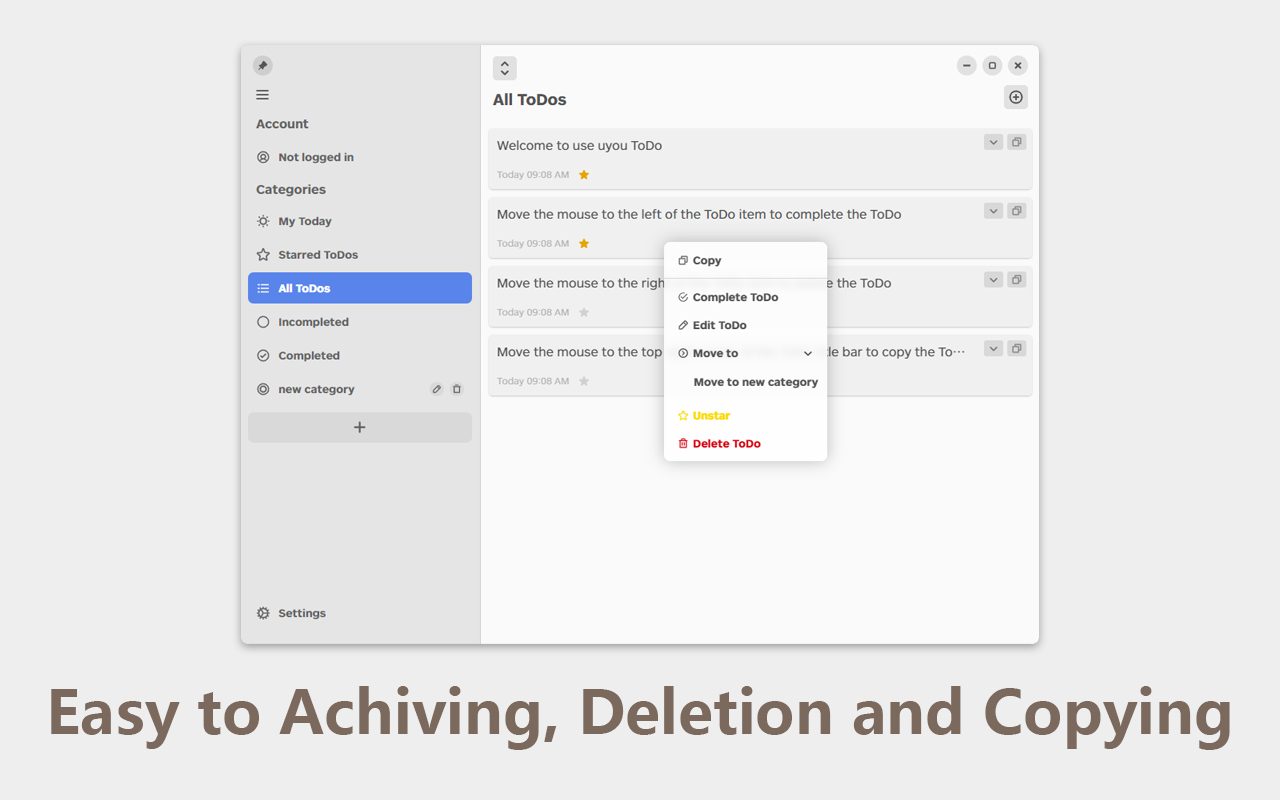 Account
Not logged in
Categories
My Today
Starred ToDos
All ToDos
Incompleted
Completed
new category
Settings
All ToDos
Welcome to use uyou ToDo
Today 09:08 AM
Move the mouse to the left of the ToDo item to complete the ToDo
Today 09:08 AM
Move the mouse to the righ
e the ToDo
Today 09:08 AM
Move the mouse to the top
le bar to copy the To···
Today 09:08 AM
Copy
Complete ToDo
Edit ToDo
Move to
Move to new category
Unstar
Delete ToDo
Easy to Achiving, Deletion and Copying